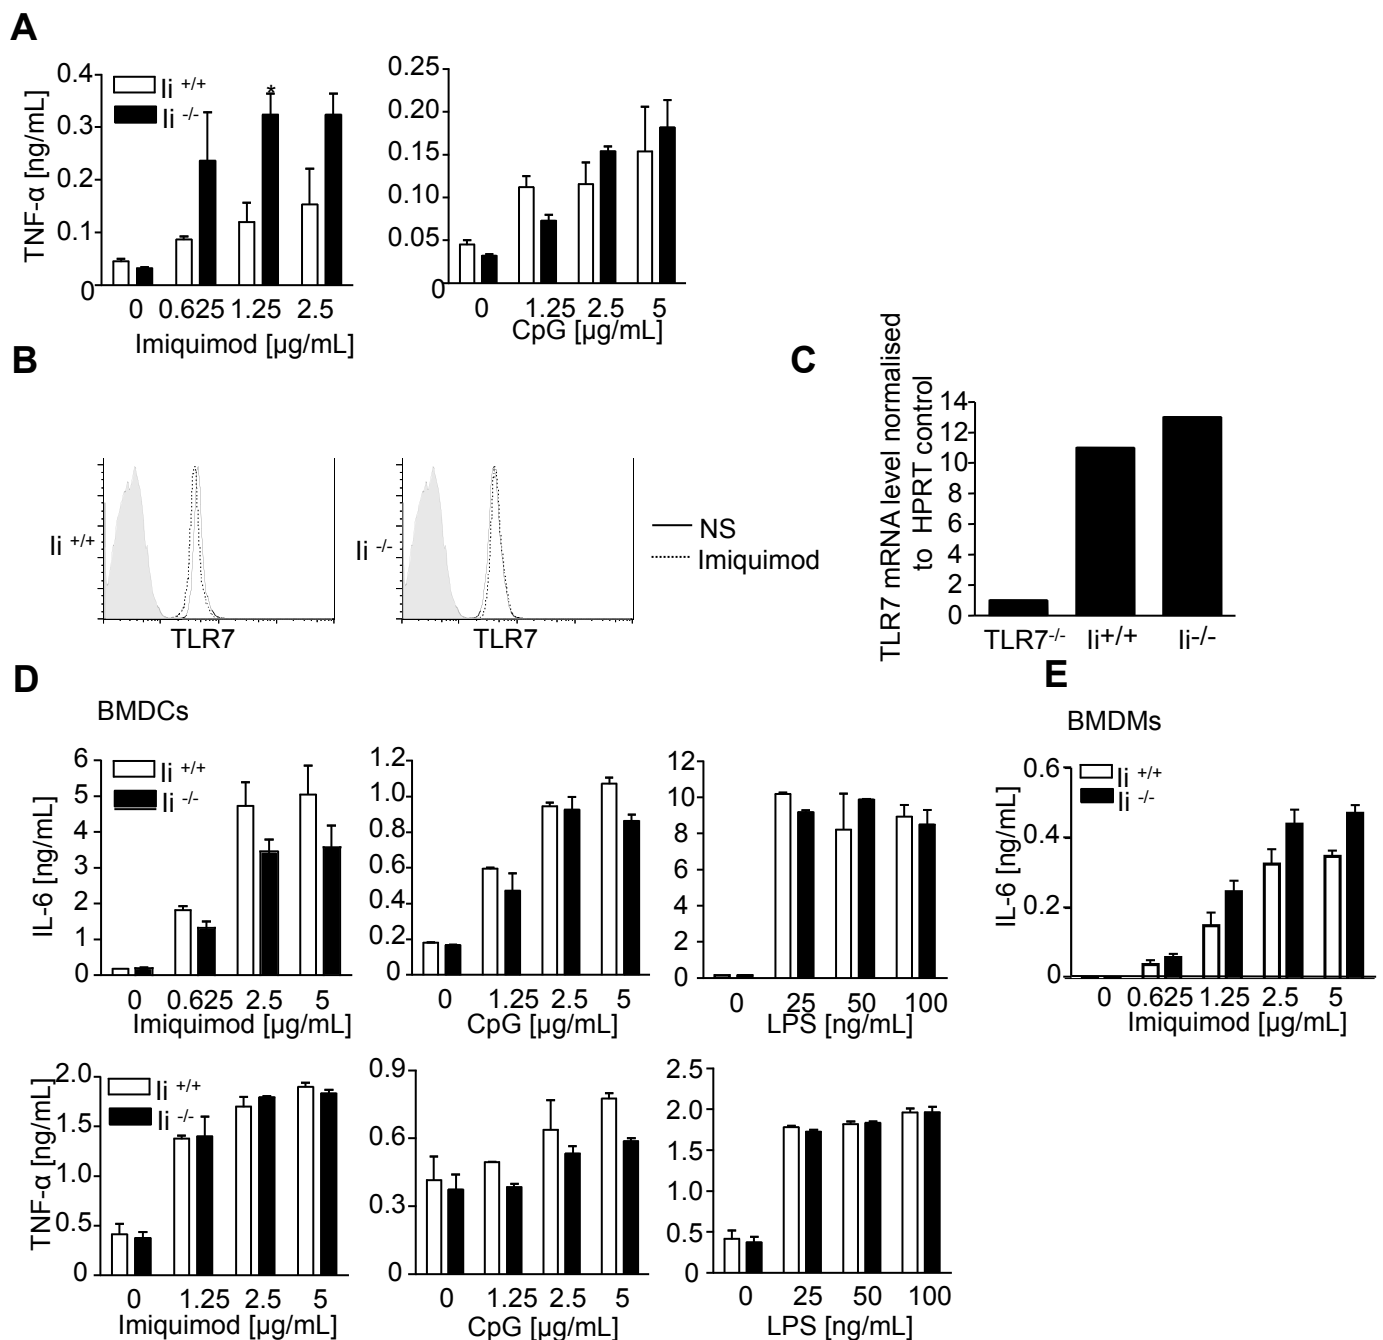 A
TNF-α [ng/mL]
0.4
0.3
0.2
0.1
0
Ii +/+
Ii -/-
*
0 0.625 1.25 2.5
Imiquimod [µg/mL]
0.25
0.20
0.15
0.10
0.05
0
0 1.25 2.5 5
CpG [µg/mL]
B
Ii +/+
TLR7
Ii -/-
TLR7
NS
Imiquimod
C
TLR7 mRNA level normalised
to HPRT control
14
12
10
8
6
4
2
0
TLR7-/- Ii+/+ Ii-/-
D
BMDCs
IL-6 [ng/mL]
6
5
4
3
2
1
0
Ii +/+
Ii -/-
0 0.625 2.5 5
Imiquimod [µg/mL]
1.2
1.0
0.8
0.6
0.4
0.2
0
0 1.25 2.5 5
CpG [µg/mL]
12
10
8
6
4
2
0
0 25 50 100
LPS [ng/mL]
E
BMDMs
IL-6 [ng/mL]
0.6
0.4
0.2
0
Ii +/+
Ii -/-
0 0.625 1.25 2.5 5
Imiquimod [µg/mL]
TNF-α [ng/mL]
2.0
1.5
1.0
0.5
0
Ii +/+
Ii -/-
0 1.25 2.5 5
Imiquimod [µg/mL]
0.9
0.6
0.3
0
0 1.25 2.5 5
CpG [µg/mL]
2.5
2.0
1.5
1.0
0.5
0
0 25 50 100
LPS [ng/mL]